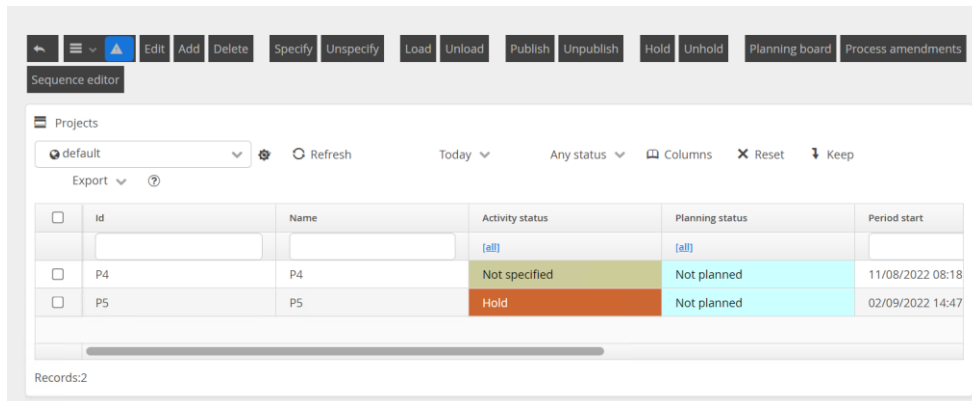 Edit Add Delete Specify Unspecify Load Unload Publish Unpublish Hold Unhold Planning board Process amendments
Sequence editor
Projects
default Refresh Today Any status Columns Reset Keep
Export ?
Id Name Activity status Planning status Period start
[all] [all]
P4 P4 Not specified Not planned 11/08/2022 08:18
P5 P5 Hold Not planned 02/09/2022 14:47
Records:2